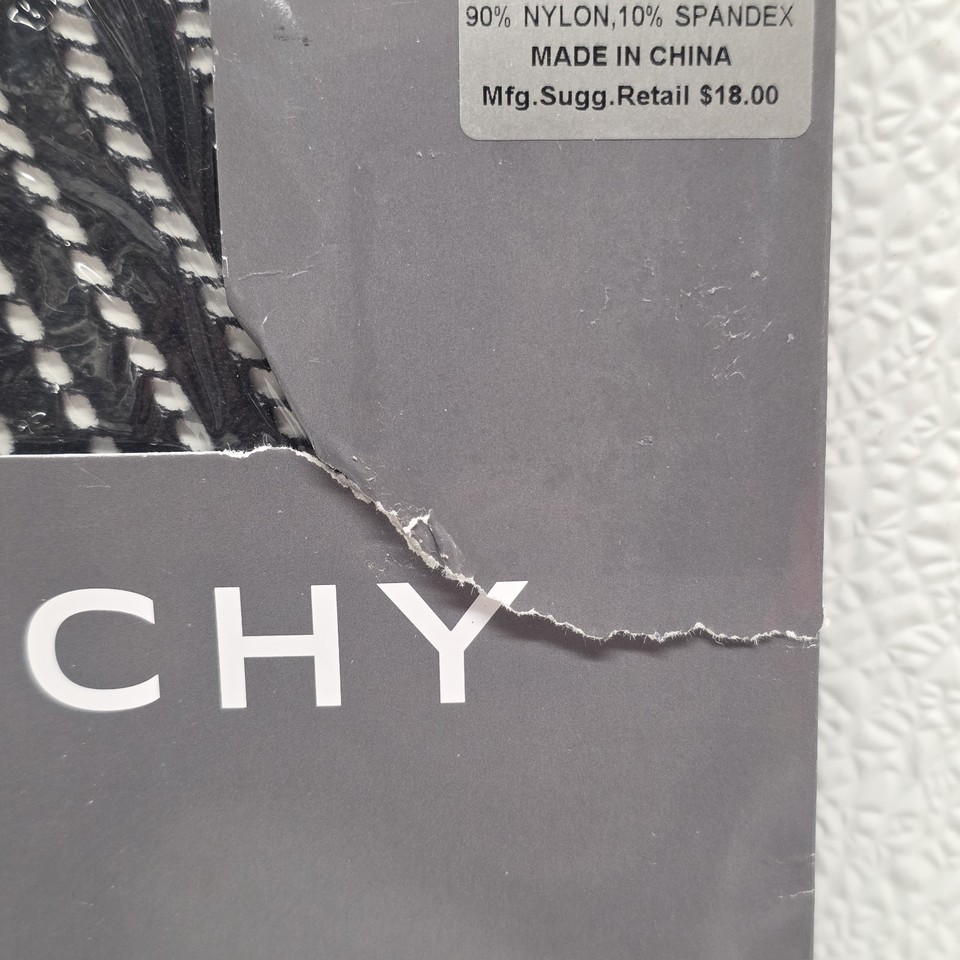 90% NYLON,10% SPANDEX
MADE IN CHINA
Mfg.Sugg.Retail $18.00
CHY